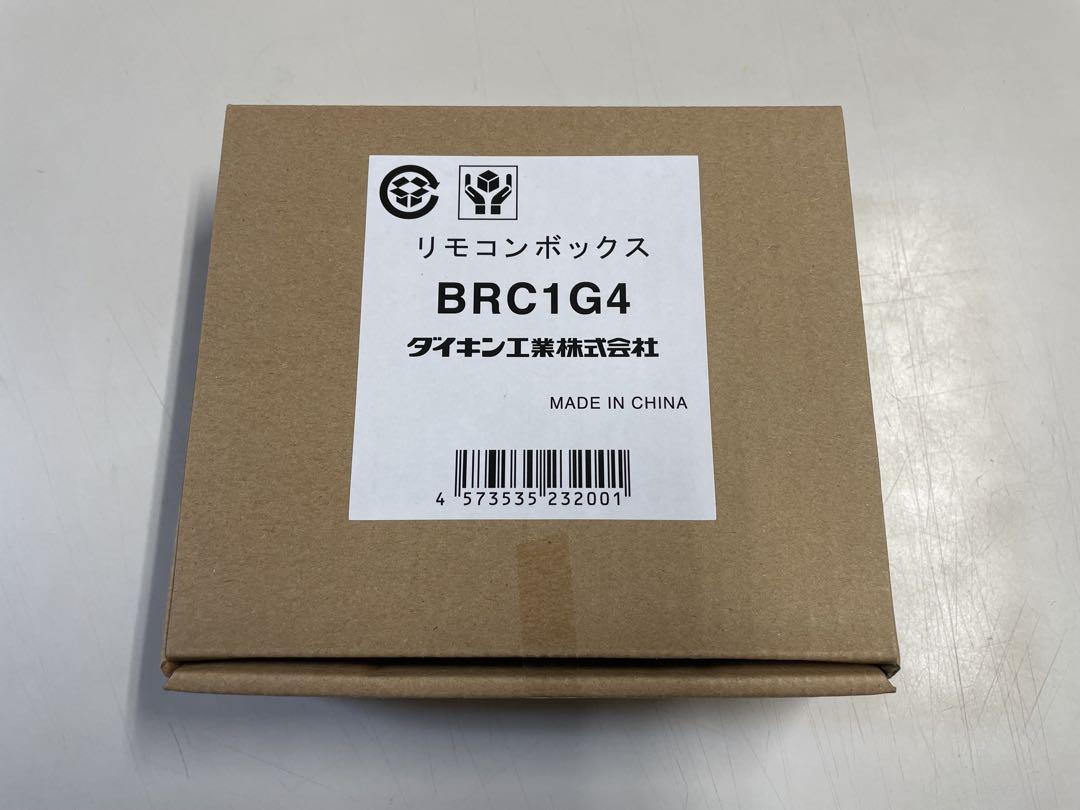 リモコンボックス
BRC1G4
ダイキン工業株式会社
MADE IN CHINA
4 573535 232001